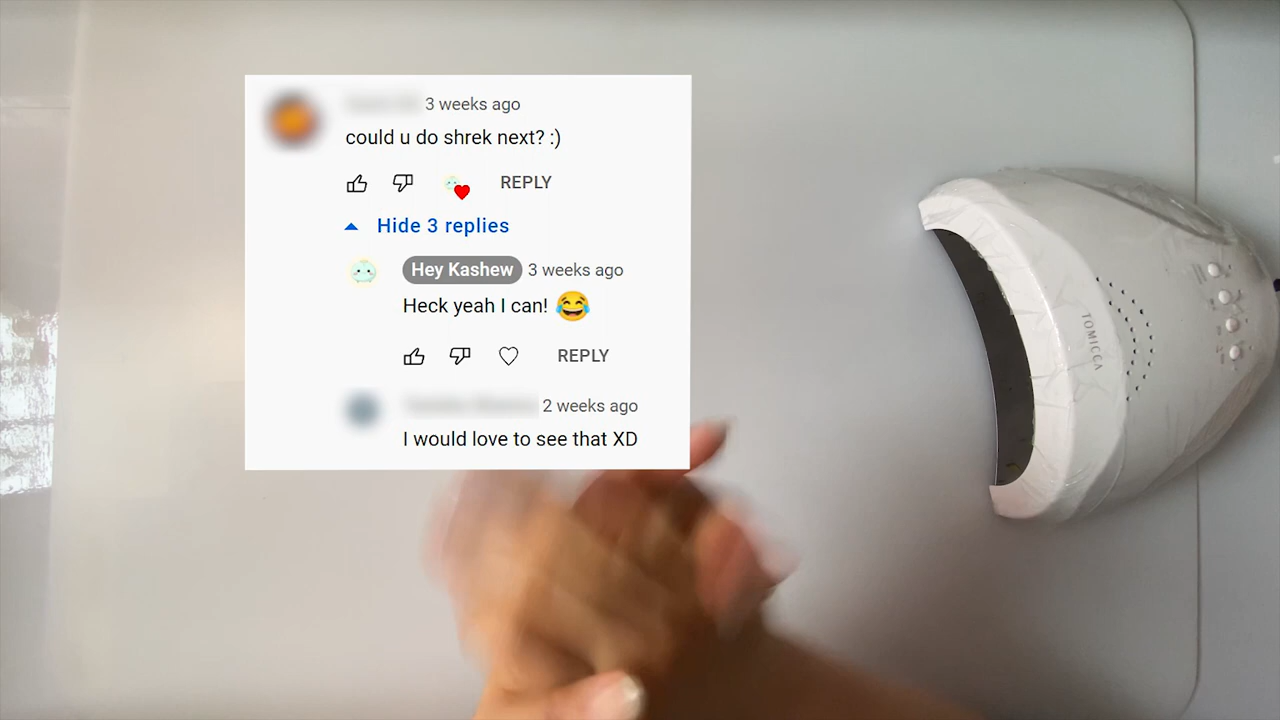 3 weeks ago
could u do shrek next? :)
REPLY
Hide 3 replies
Hey Kashew 3 weeks ago
Heck yeah I can! 😂
REPLY
2 weeks ago
I would love to see that XD
TOMICCA